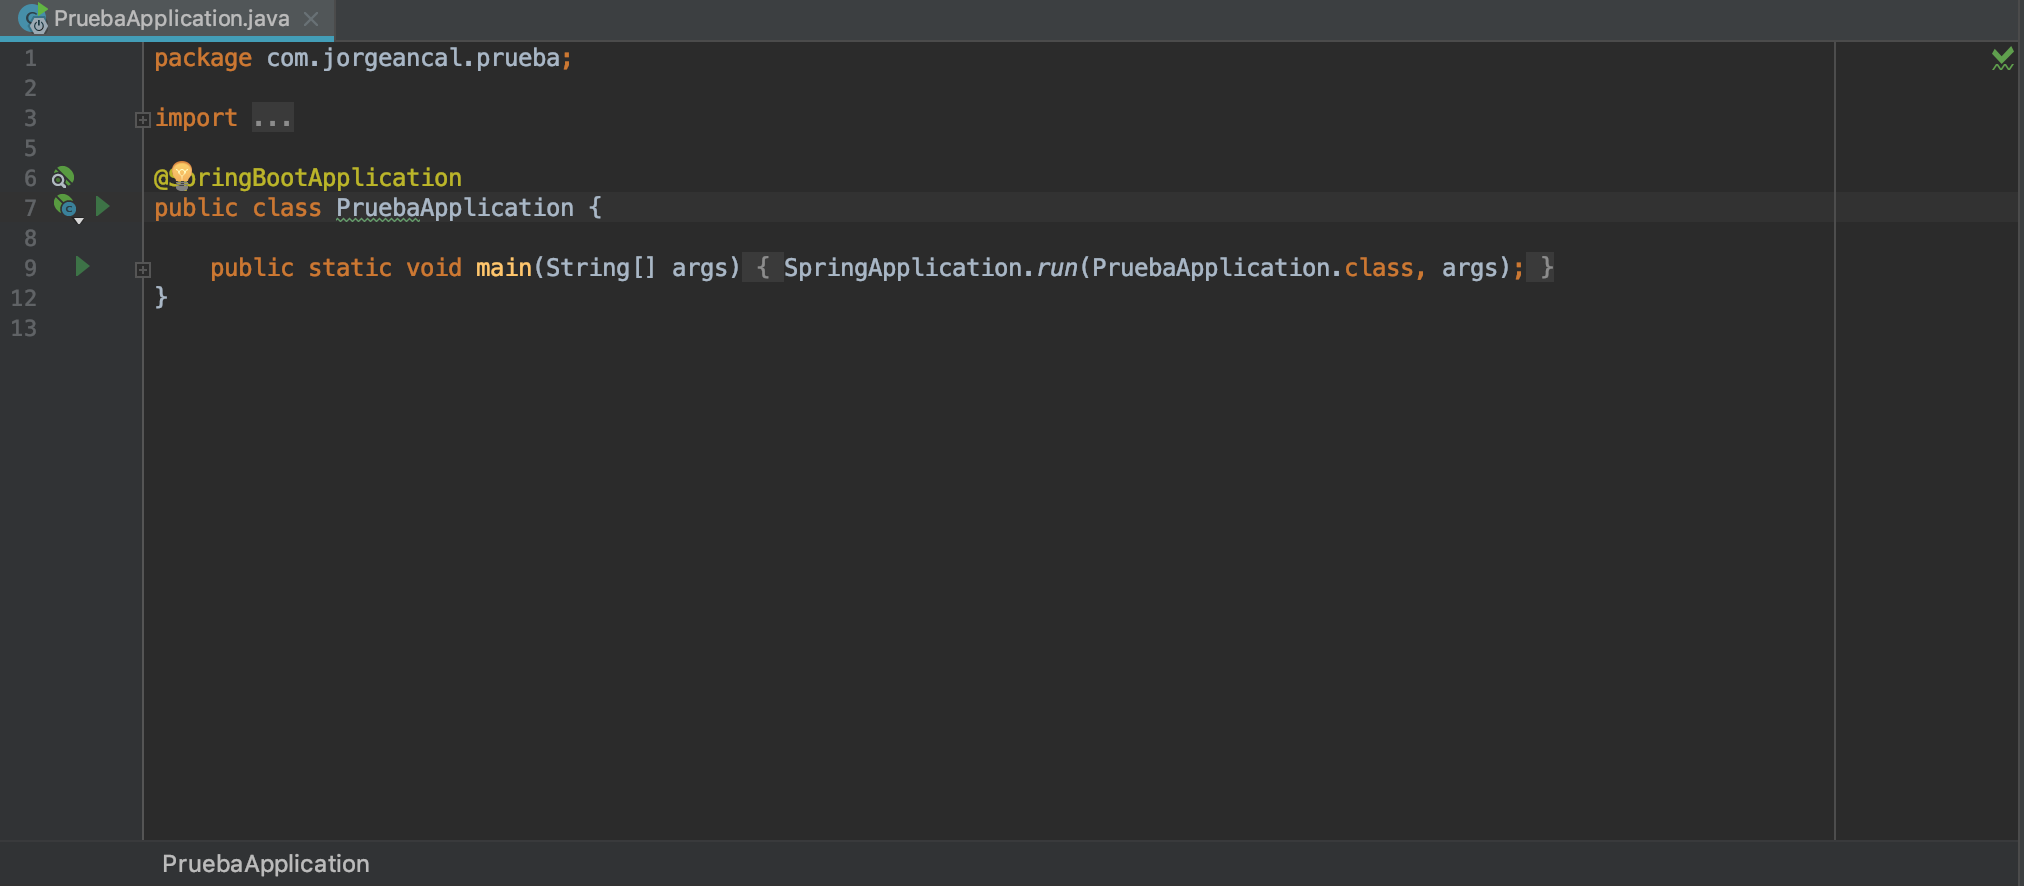 PruebaApplication.java
1 package com.jorgeancal.prueba;
2
3 import ...
5
6 @SpringBootApplication
7 public class PruebaApplication {
8
9 public static void main(String[] args) { SpringApplication.run(PruebaApplication.class, args); }
12 }
13
PruebaApplication